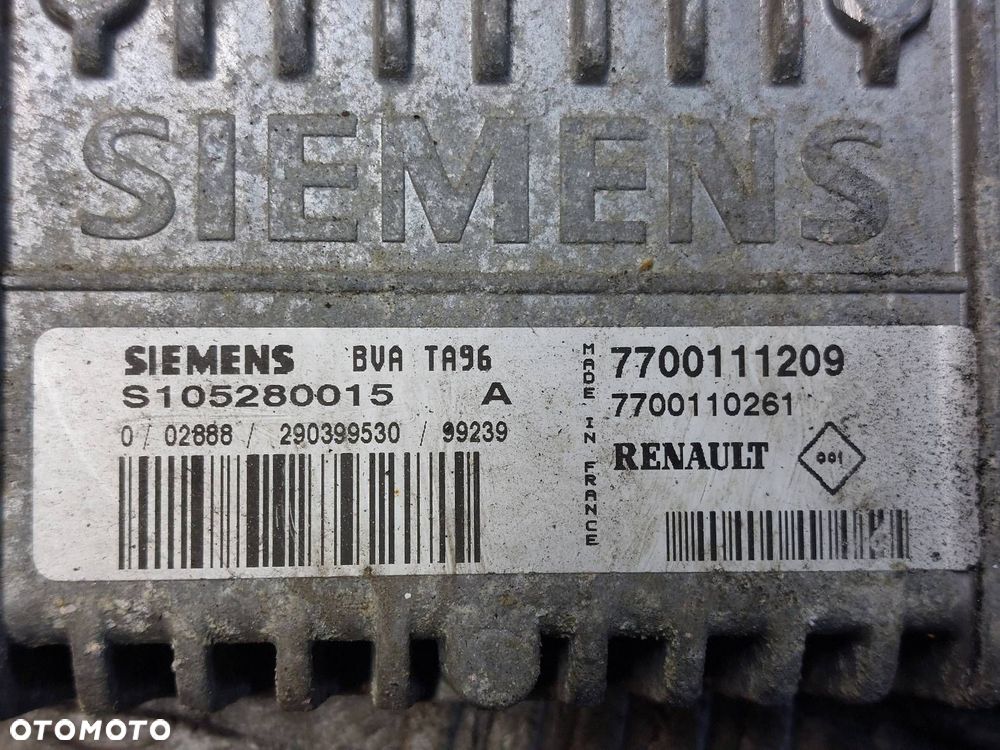 SIEMENS
SIEMENS BVA TA96
S105280015 A
0 / 02888 / 290399530 / 99239
MADE IN FRANCE
7700111209
7700110261
RENAULT 001
OTOMOTO